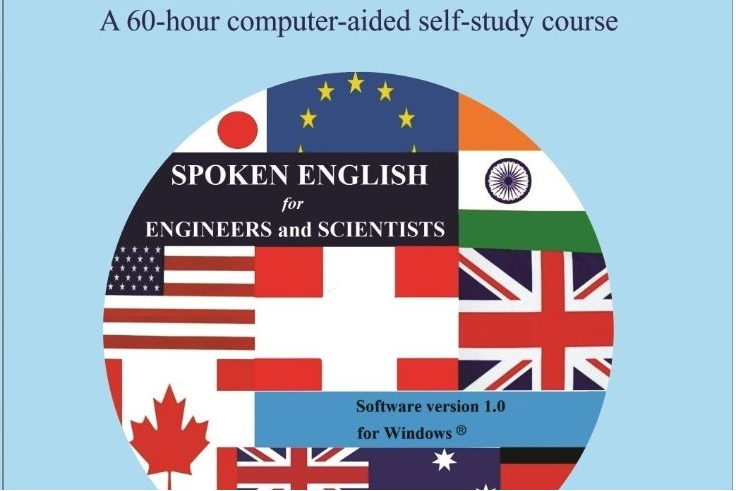 A 60-hour computer-aided self-study course
SPOKEN ENGLISH
for
ENGINEERS and SCIENTISTS
Software version 1.0
for Windows ®